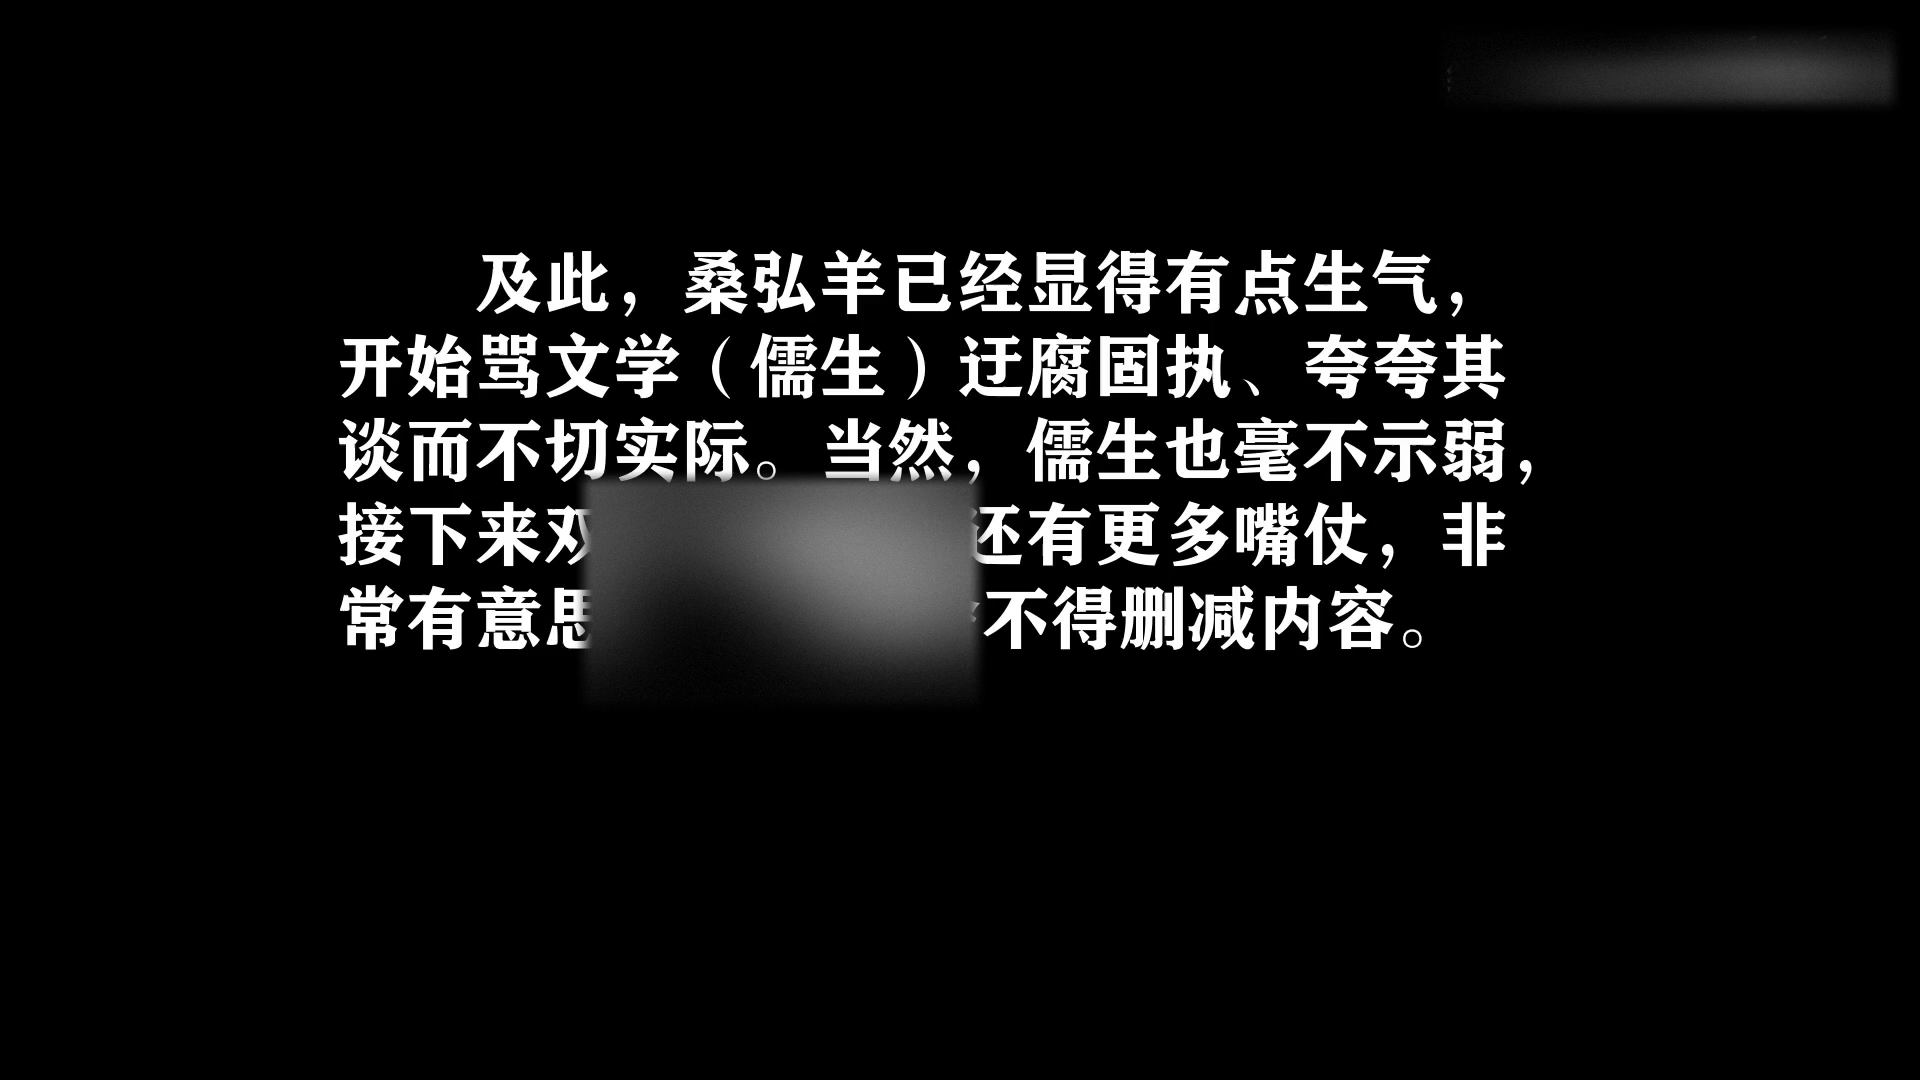 及此，桑弘羊已经显得有点生气，
开始骂文学（儒生）迂腐固执、夸夸其
谈而不切实际。当然，儒生也毫不示弱，
接下来双 还有更多嘴仗，非
常有意思 不得删减内容。